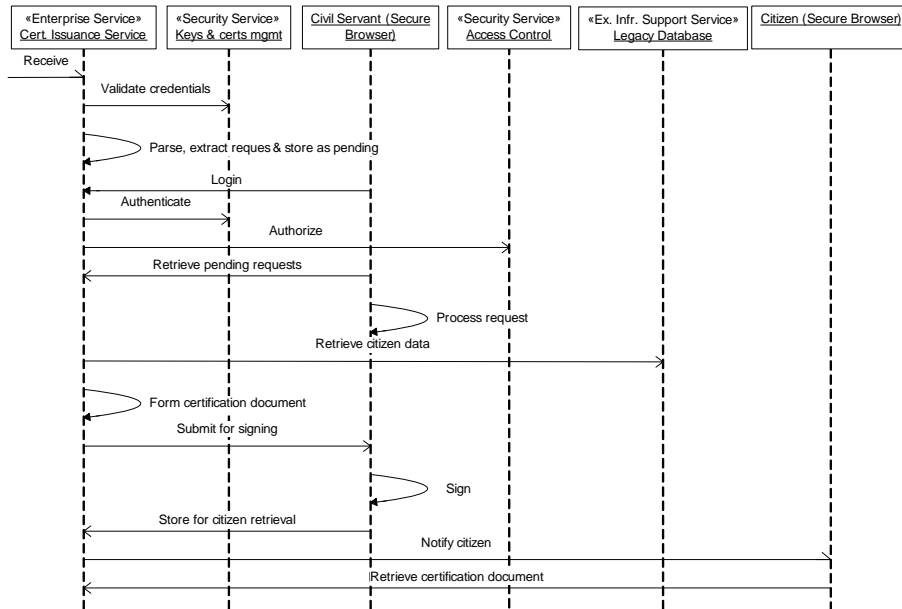 «Enterprise Service»
Cert. Issuance Service
«Security Service»
Keys & certs mgmt
Civil Servant (Secure
Browser)
«Security Service»
Access Control
«Ex. Infr. Support Service»
Legacy Database
Citizen (Secure Browser)
Receive
Validate credentials
Parse, extract reques & store as pending
Login
Authenticate
Authorize
Retrieve pending requests
Process request
Retrieve citizen data
Form certification document
Submit for signing
Sign
Store for citizen retrieval
Notify citizen
Retrieve certification document